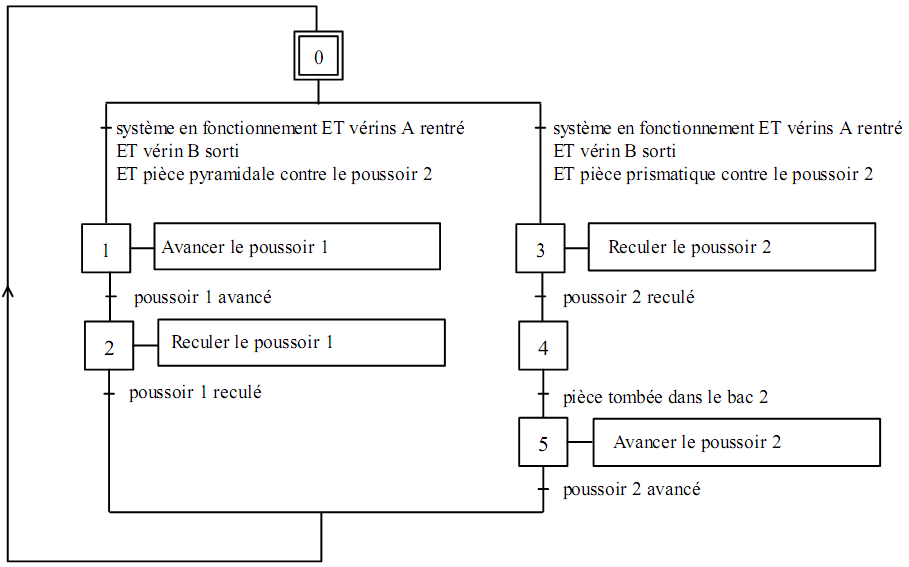 0
système en fonctionnement ET vérins A rentré
ET vérin B sorti
ET pièce pyramidale contre le poussoir 2
système en fonctionnement ET vérins A rentré
ET vérin B sorti
ET pièce prismatique contre le poussoir 2
1
Avancer le poussoir 1
3
Reculer le poussoir 2
poussoir 1 avancé
poussoir 2 reculé
2
Reculer le poussoir 1
4
poussoir 1 reculé
pièce tombée dans le bac 2
5
Avancer le poussoir 2
poussoir 2 avancé